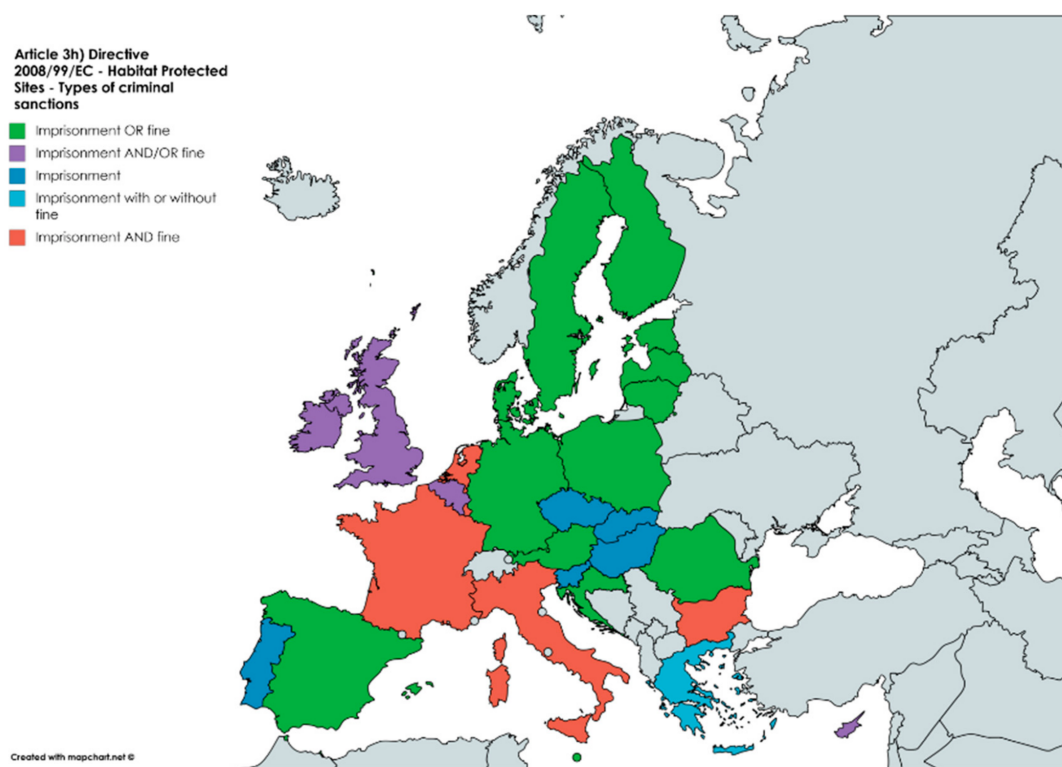 Article 3h) Directive
2008/99/EC - Habitat Protected
Sites - Types of criminal
sanctions
Imprisonment OR fine
Imprisonment AND/OR fine
Imprisonment
Imprisonment with or without
fine
Imprisonment AND fine
Created with mapchart.net ©